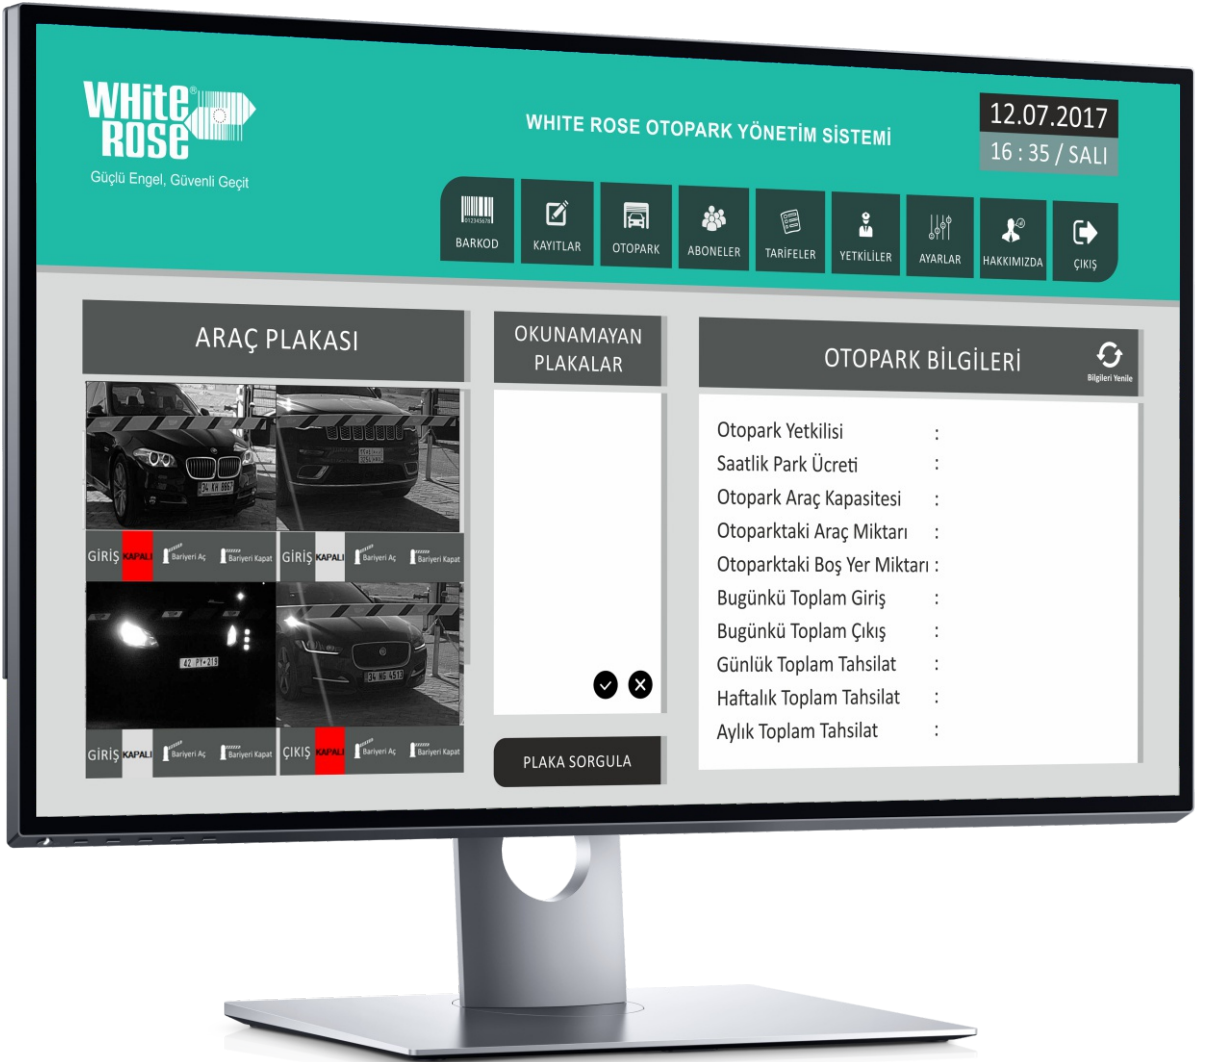 WHite ROSE®
Güçlü Engel, Güvenli Geçit
WHITE ROSE OTOPARK YÖNETİM SİSTEMİ
12.07.2017
16 : 35 / SALI
BARKOD
KAYITLAR
OTOPARK
ABONELER
TARİFELER
YETKİLİLER
AYARLAR
HAKKIMIZDA
ÇIKIŞ
ARAÇ PLAKASI
GİRİŞ KAPALI Bariyeri Aç Bariyeri Kapat
GİRİŞ KAPALI Bariyeri Aç Bariyeri Kapat
42 PY 219
GİRİŞ KAPALI Bariyeri Aç Bariyeri Kapat
ÇIKIŞ KAPALI Bariyeri Aç Bariyeri Kapat
OKUNAMAYAN
PLAKALAR
PLAKA SORGULA
OTOPARK BİLGİLERİ
Bilgileri Yenile
Otopark Yetkilisi :
Saatlik Park Ücreti :
Otopark Araç Kapasitesi :
Otoparktaki Araç Miktarı :
Otoparktaki Boş Yer Miktarı :
Bugünkü Toplam Giriş :
Bugünkü Toplam Çıkış :
Günlük Toplam Tahsilat :
Haftalık Toplam Tahsilat :
Aylık Toplam Tahsilat :